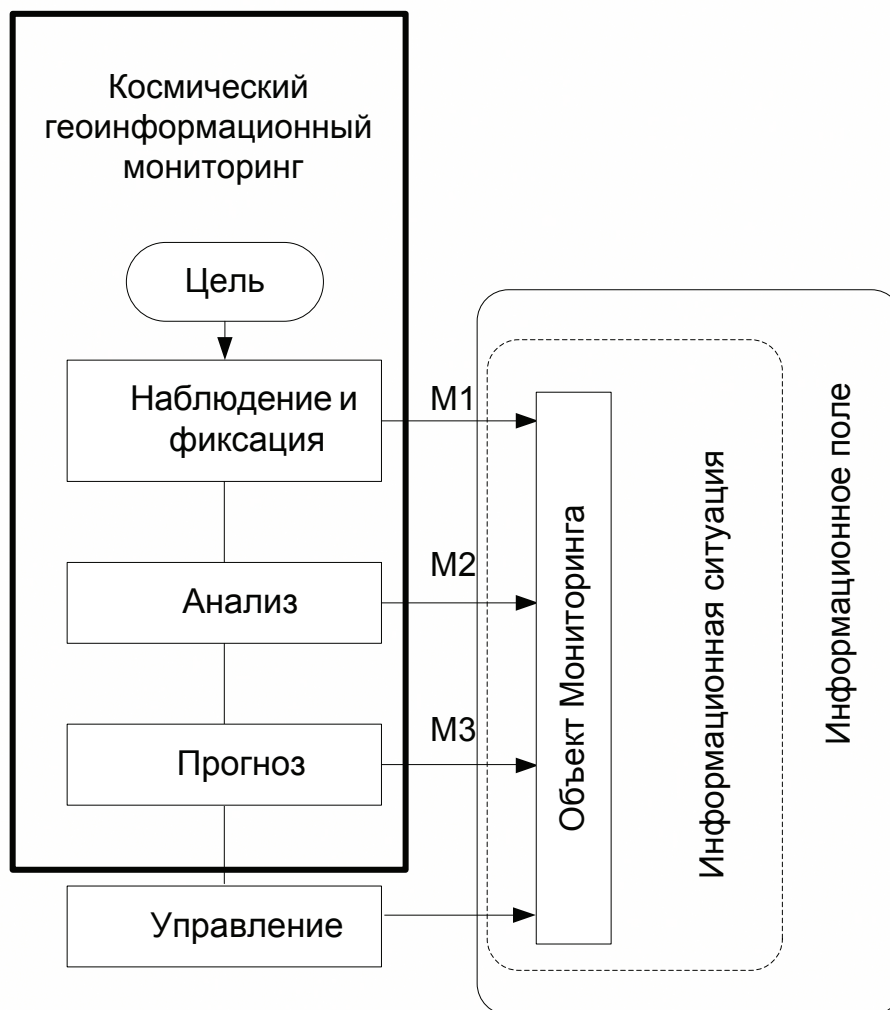 Космический
геоинформационный
мониторинг
Цель
Наблюдение и
фиксация
М1
Анализ
М2
Прогноз
М3
Управление
Объект Мониторинга
Информационная ситуация
Информационное поле